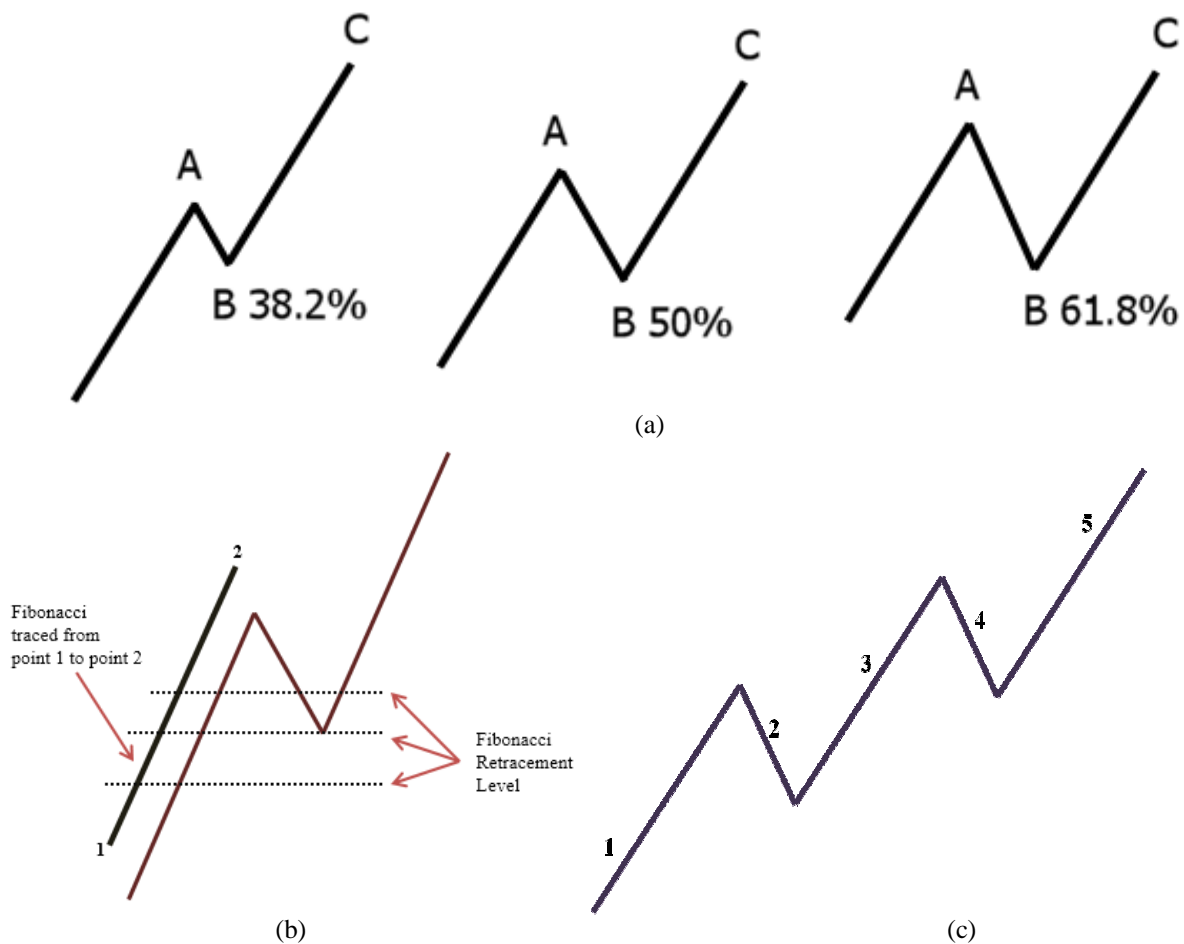 C
C
C
A
A
A
B 38.2%
B 50%
B 61.8%
(a)
2
Fibonacci
traced from
point 1 to point 2
1
Fibonacci
Retracement
Level
(b)
5
4
3
2
1
(c)